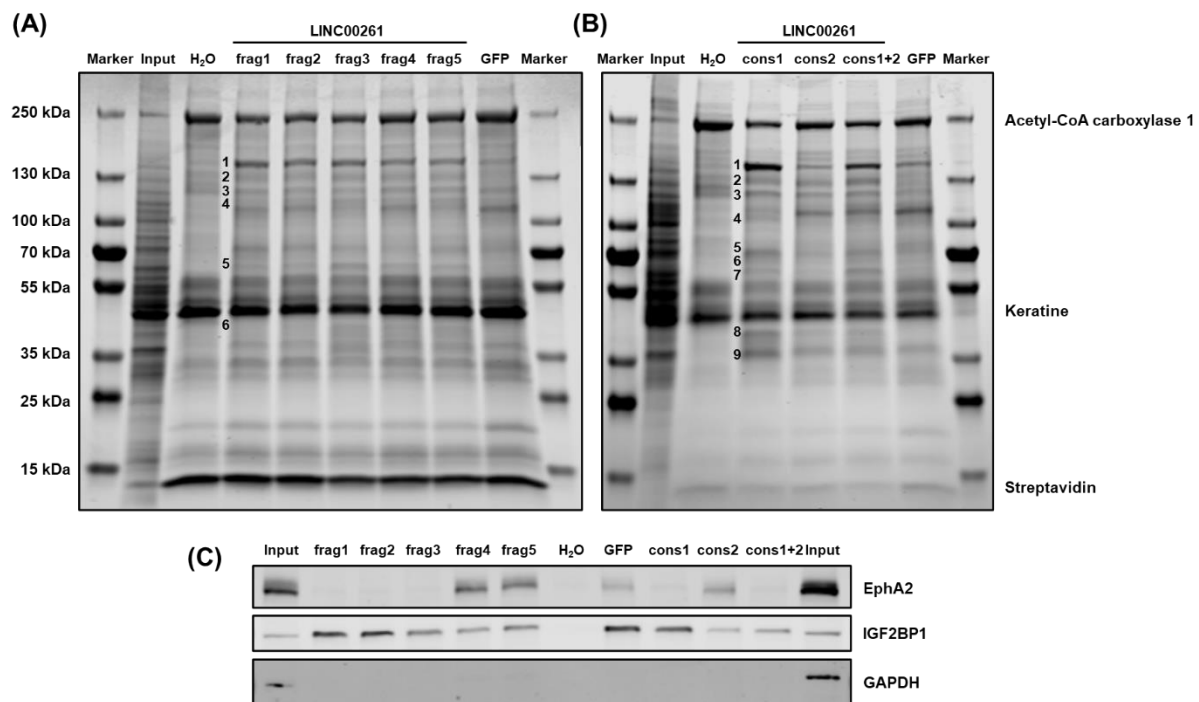 (A)
LINC00261
Marker Input H₂O frag1 frag2 frag3 frag4 frag5 GFP Marker
250 kDa
130 kDa
100 kDa
70 kDa
55 kDa
35 kDa
25 kDa
15 kDa
1
2
3
4
5
6
(B)
LINC00261
Marker Input H₂O cons1 cons2 cons1+2 GFP Marker
1
2
3
4
5
6
7
8
9
Acetyl-CoA carboxylase 1
Keratine
Streptavidin
(C)
Input frag1 frag2 frag3 frag4 frag5 H₂O GFP cons1 cons2 cons1+2 Input
EphA2
IGF2BP1
GAPDH